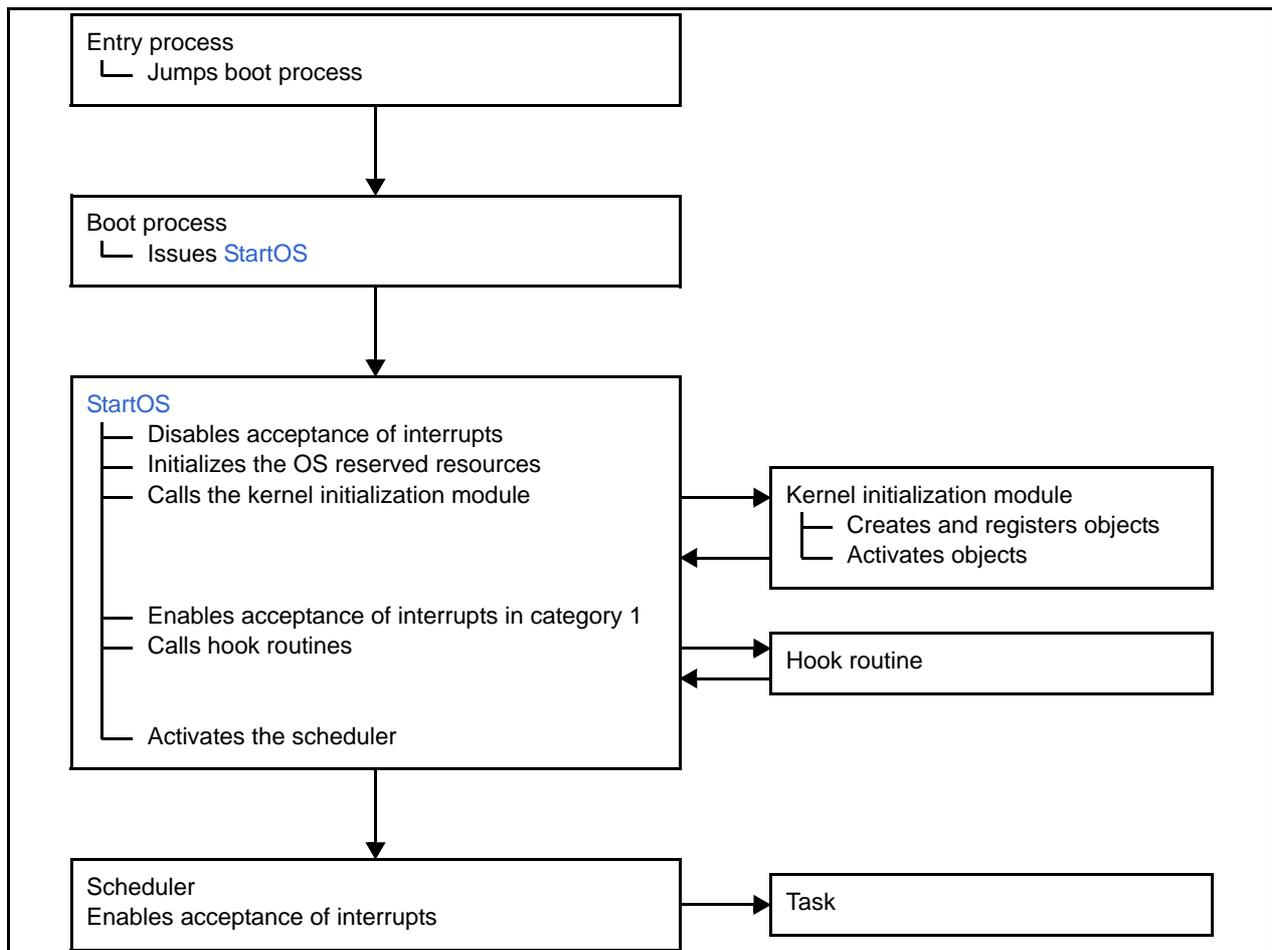 Entry process
Jumps boot process
Boot process
Issues StartOS
StartOS
Disables acceptance of interrupts
Initializes the OS reserved resources
Calls the kernel initialization module
Kernel initialization module
Creates and registers objects
Activates objects
Enables acceptance of interrupts in category 1
Calls hook routines
Hook routine
Activates the scheduler
Scheduler
Enables acceptance of interrupts
Task